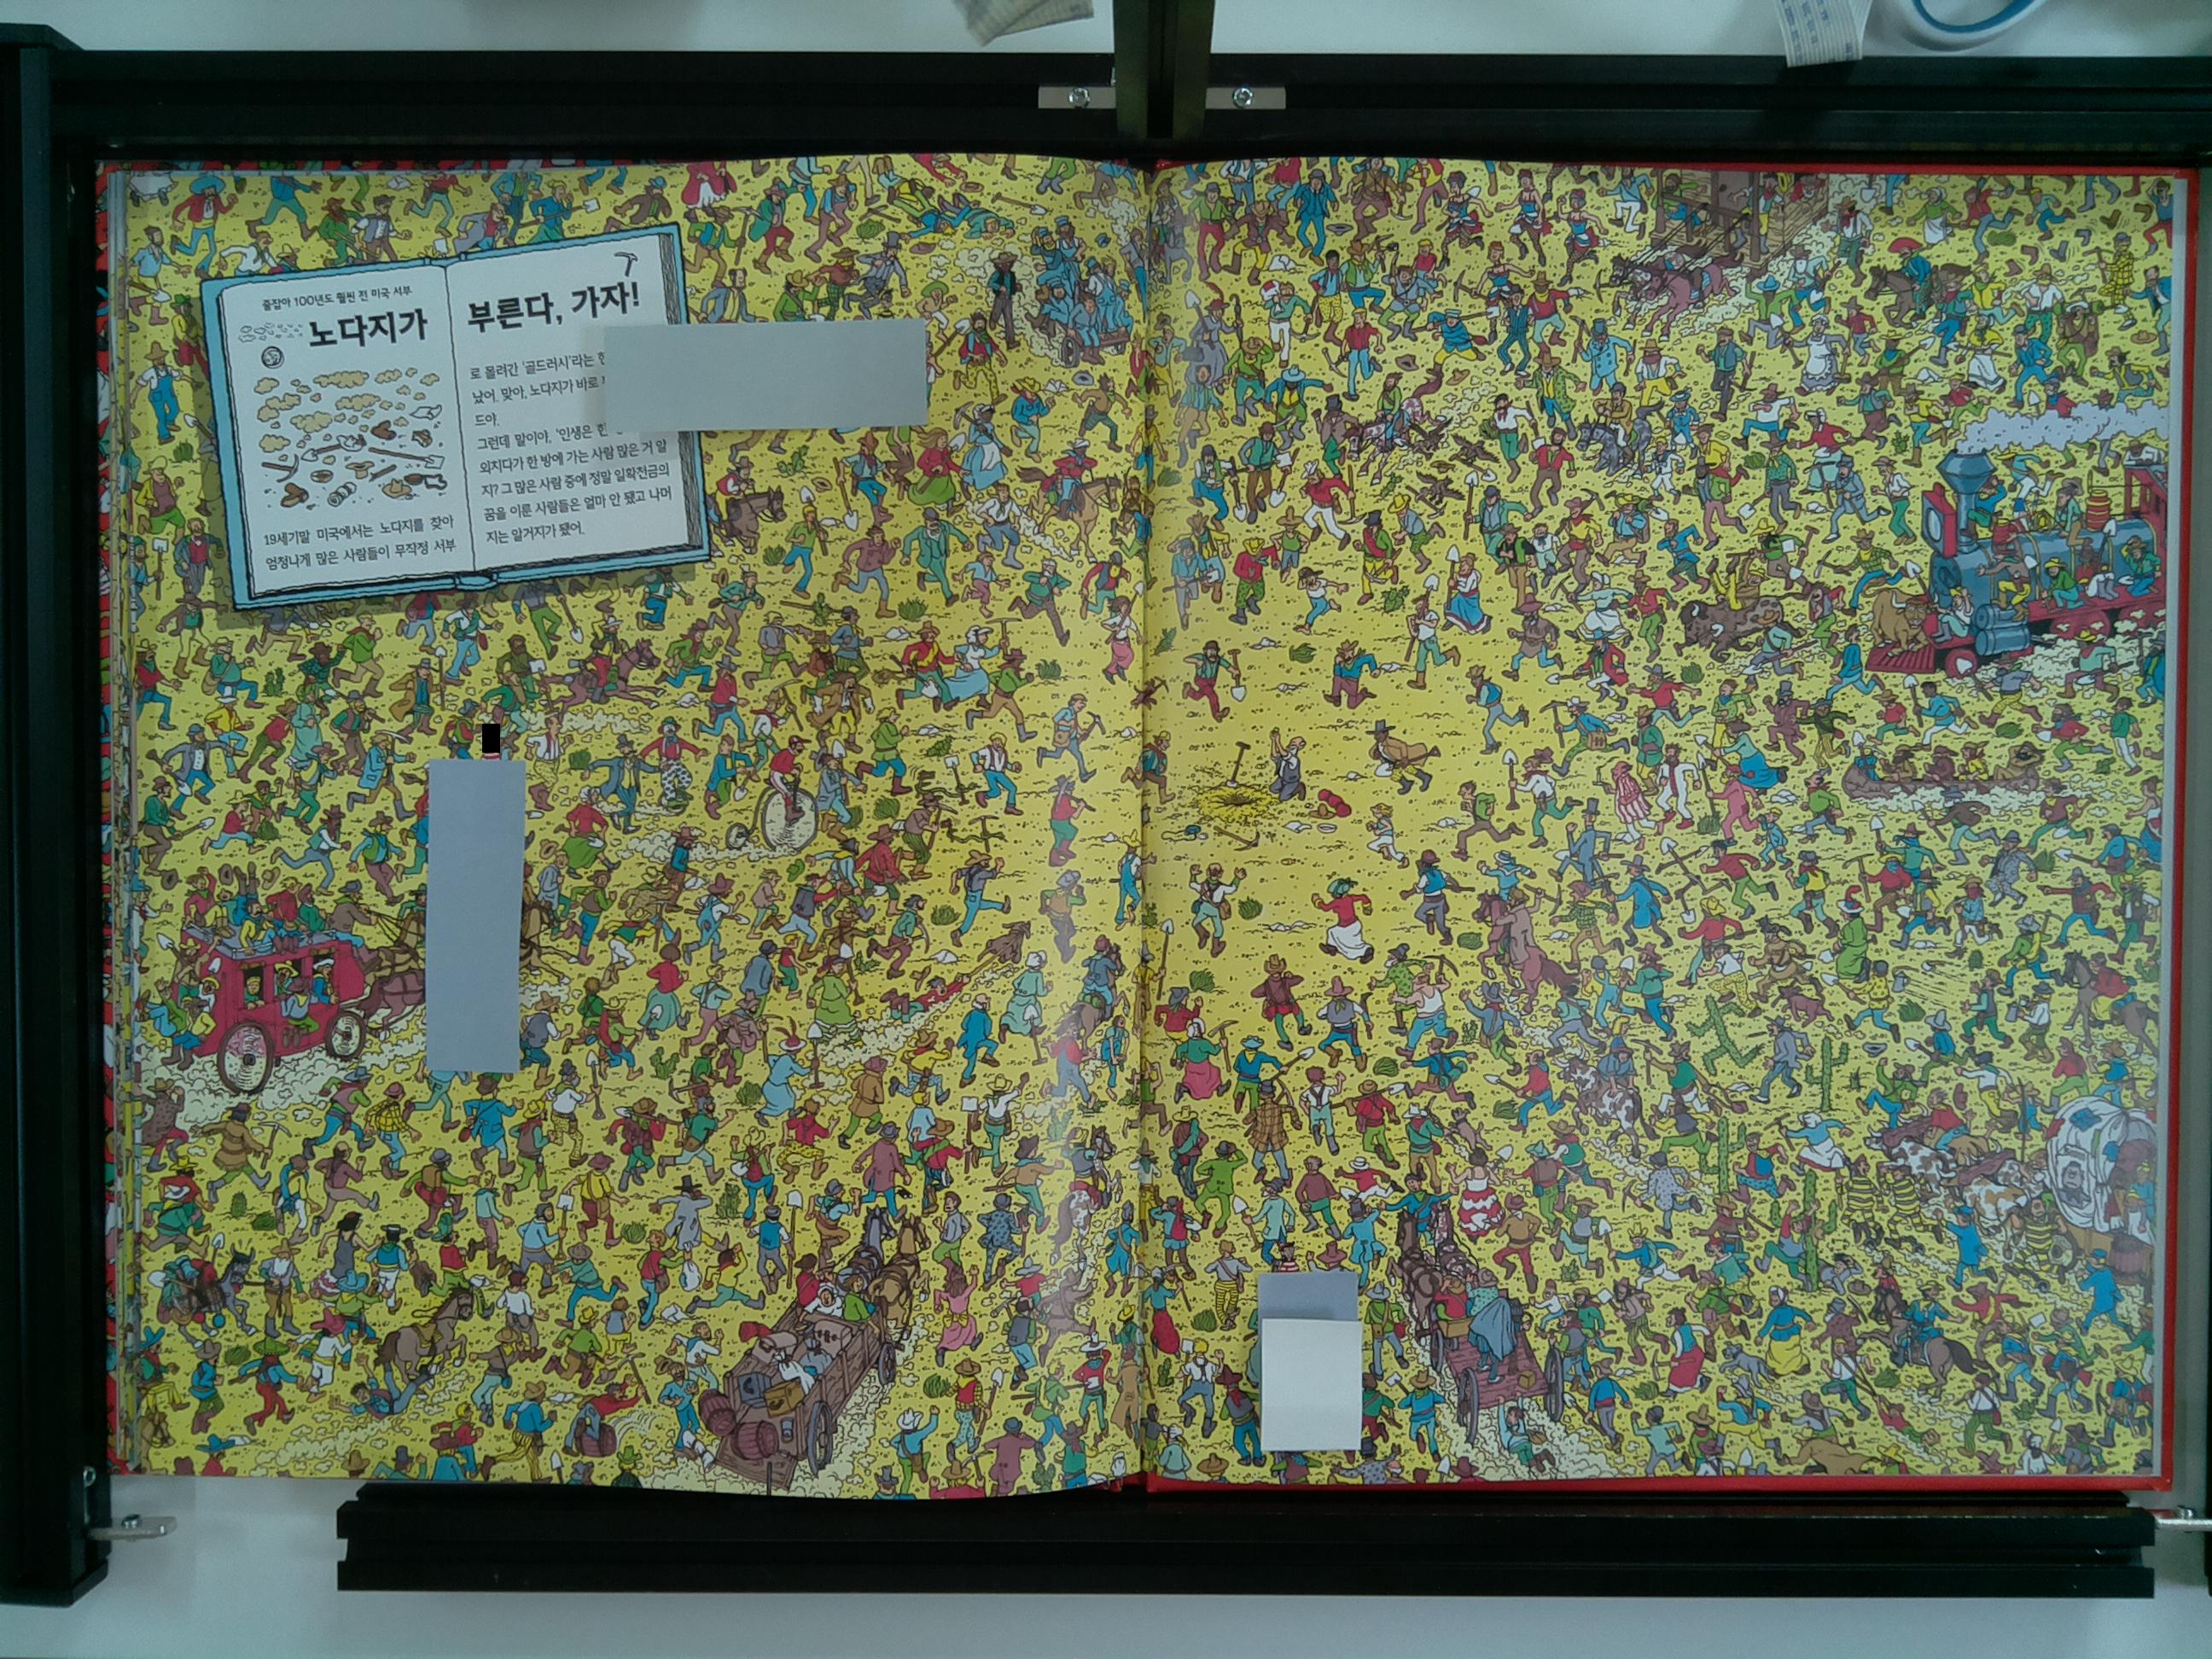 줄잡아 100년도 훨씬 전 미국 서부
노다지가
부른다, 가자!
19세기말 미국에서는 노다지를 찾아
엄청나게 많은 사람들이 무작정 서부
로 몰려간 ‘골드러시’라는
났어. 맞아, 노다지가 바로
드야.
그런데 말이야, ‘인생은 한
외치다가 한 방에 가는 사람 많은 거 알
지? 그 많은 사람 중에 정말 일확천금의
꿈을 이룬 사람들은 얼마 안 됐고 나머
지는 알거지가 됐어.